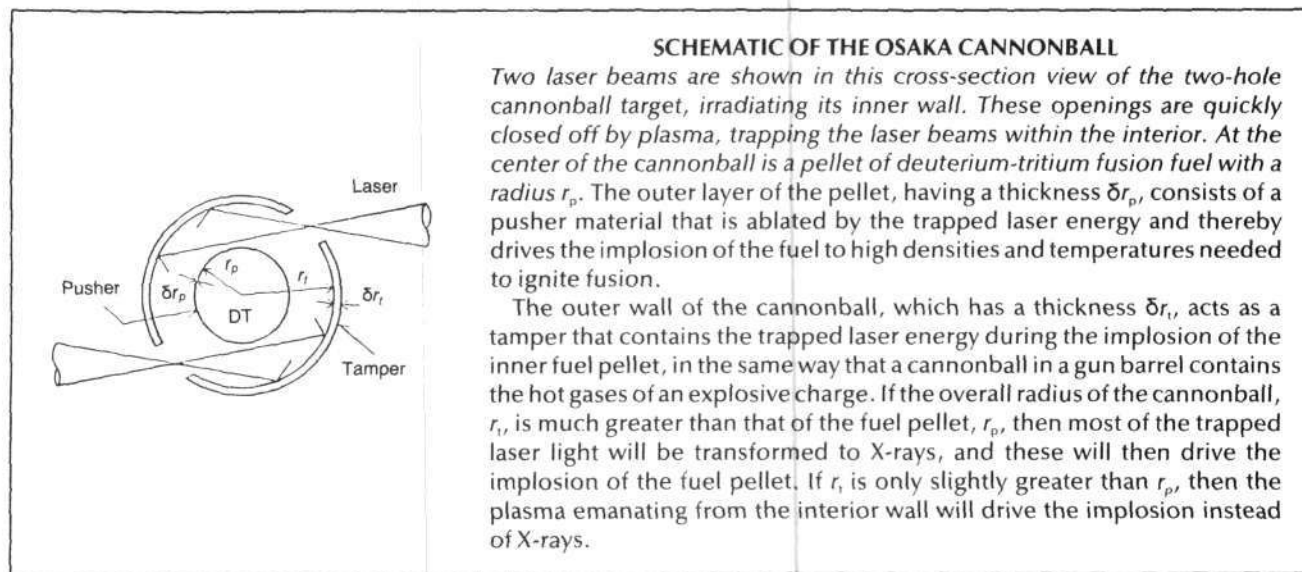 SCHEMATIC OF THE OSAKA CANNONBALL
Two laser beams are shown in this cross-section view of the two-hole
cannonball target, irradiating its inner wall. These openings are quickly
closed off by plasma, trapping the laser beams within the interior. At the
center of the cannonball is a pellet of deuterium-tritium fusion fuel with a
radius rₚ. The outer layer of the pellet, having a thickness δrₚ, consists of a
pusher material that is ablated by the trapped laser energy and thereby
drives the implosion of the fuel to high densities and temperatures needed
to ignite fusion.
The outer wall of the cannonball, which has a thickness δrₜ, acts as a
tamper that contains the trapped laser energy during the implosion of the
inner fuel pellet, in the same way that a cannonball in a gun barrel contains
the hot gases of an explosive charge. If the overall radius of the cannonball,
rₜ, is much greater than that of the fuel pellet, rₚ, then most of the trapped
laser light will be transformed to X-rays, and these will then drive the
implosion of the fuel pellet. If rₜ is only slightly greater than rₚ, then the
plasma emanating from the interior wall will drive the implosion instead
of X-rays.
Laser
rₚ
rₜ
Pusher
δrₚ
δrₜ
DT
Tamper